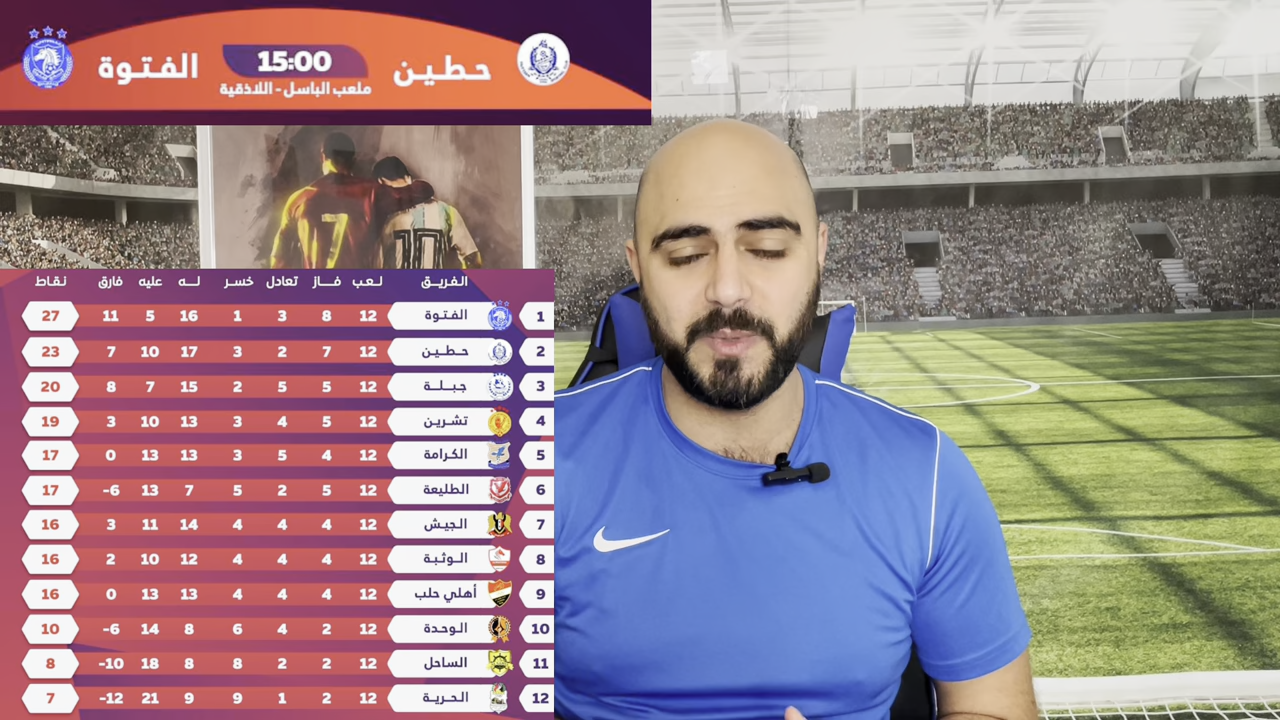 حطين 15:00 الفتوة
ملعب الباسل - اللاذقية
7 10
الفريق لعب فاز تعادل خسر له عليه فارق نقاط
1 الفتوة 12 8 3 1 16 5 11 27
2 حطين 12 7 2 3 17 10 7 23
3 جبلة 12 5 5 2 15 7 8 20
4 تشرين 12 5 4 3 13 10 3 19
5 الكرامة 12 4 5 3 13 13 0 17
6 الطليعة 12 5 2 5 7 13 -6 17
7 الجيش 12 4 4 4 14 11 3 16
8 الوثبة 12 4 4 4 12 10 2 16
9 أهلي حلب 12 4 4 4 13 13 0 16
10 الوحدة 12 2 4 6 8 14 -6 10
11 الساحل 12 2 2 8 8 18 -10 8
12 الحرية 12 2 1 9 9 21 -12 7